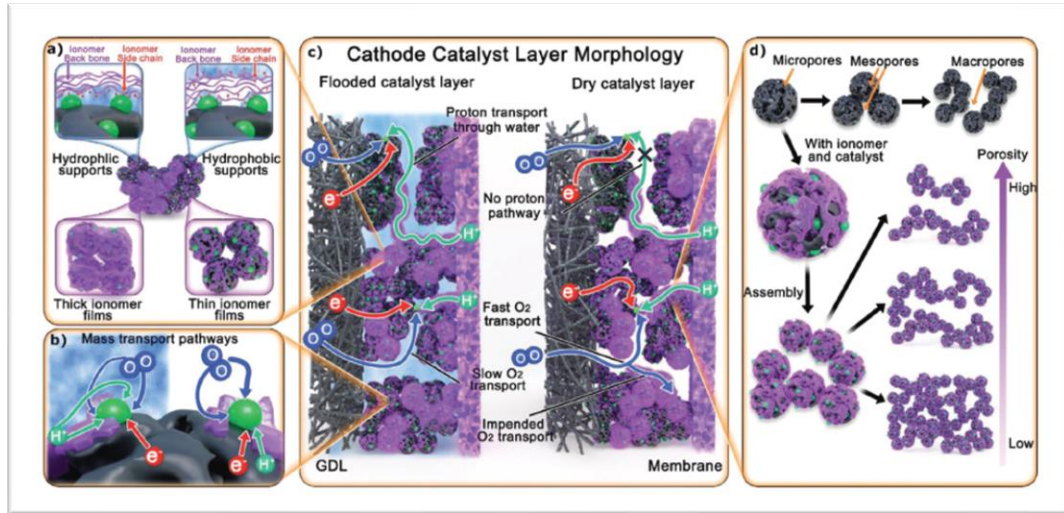 a)
Ionomer
Back bone
Ionomer
Side chain
Ionomer
Back bone
Ionomer
Side chain
Hydrophlic
supports
Hydrophobic
supports
Thick ionomer
films
Thin ionomer
films
b)
Mass transport pathways
O O
O O
H⁺
e⁻
e⁻
H⁺
c)
Cathode Catalyst Layer Morphology
Flooded catalyst layer
Dry catalyst layer
Proton transport
through water
O O
O O
e⁻
e⁻
No proton
pathway
H⁺
H⁺
e⁻
e⁻
H⁺
H⁺
Fast O₂
transport
O O
O O
Slow O₂
transport
Impended
O₂ transport
GDL
Membrane
d)
Micropores
Mesopores
Macropores
With ionomer
and catalyst
Porosity
High
Assembly
Low